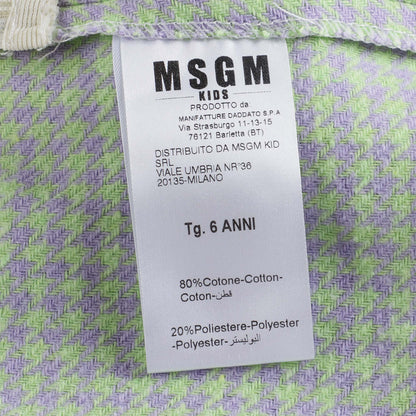 MSGM
KIDS
PRODOTTO da
MANIFATTURE DADDATO S.P.A
Via Strasburgo 11-13-15
76121 Barletta (BT)
DISTRIBUITO DA MSGM KID
SRL
VIALE UMBRIA NR°36
20135-MILANO
Tg. 6 ANNI
80%Cotone-Cotton-
Coton-قطن
20%Poliestere-Polyester
-Polyester-البوليستر